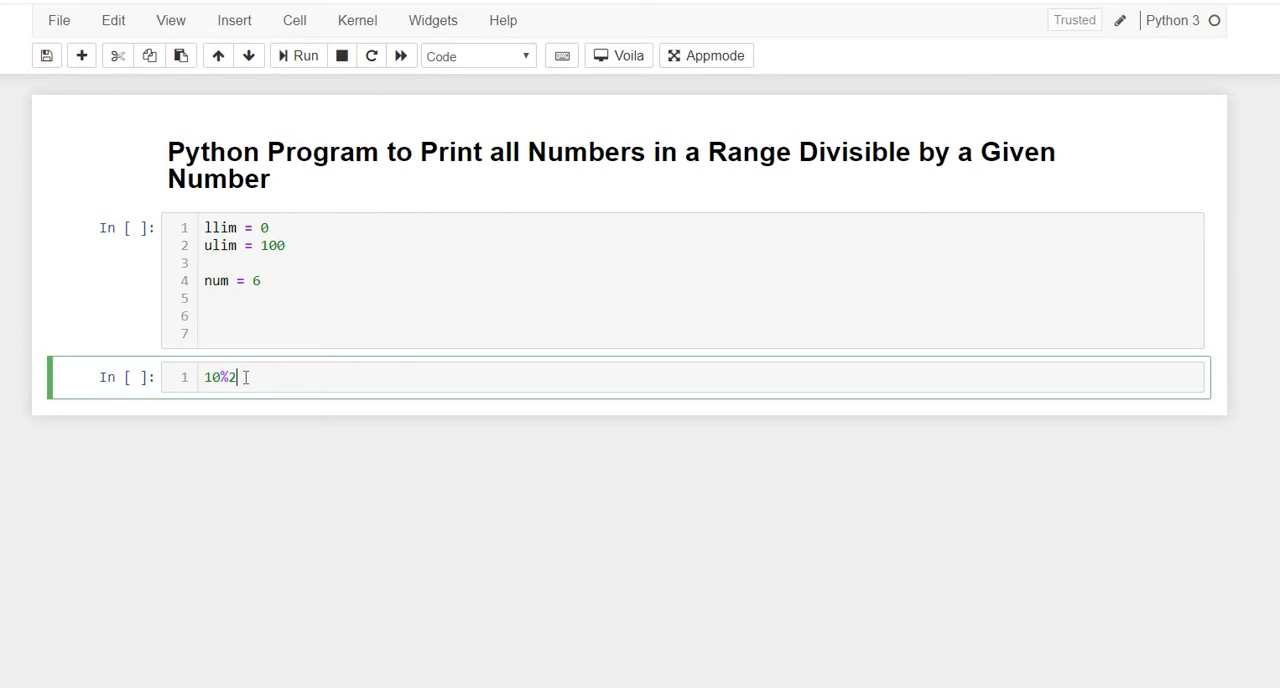 File Edit View Insert Cell Kernel Widgets Help Trusted Python 3
Run Code Voila Appmode
Python Program to Print all Numbers in a Range Divisible by a Given
Number
In [ ]: 1 llim = 0
2 ulim = 100
3
4 num = 6
5
6
7
In [ ]: 1 10%2